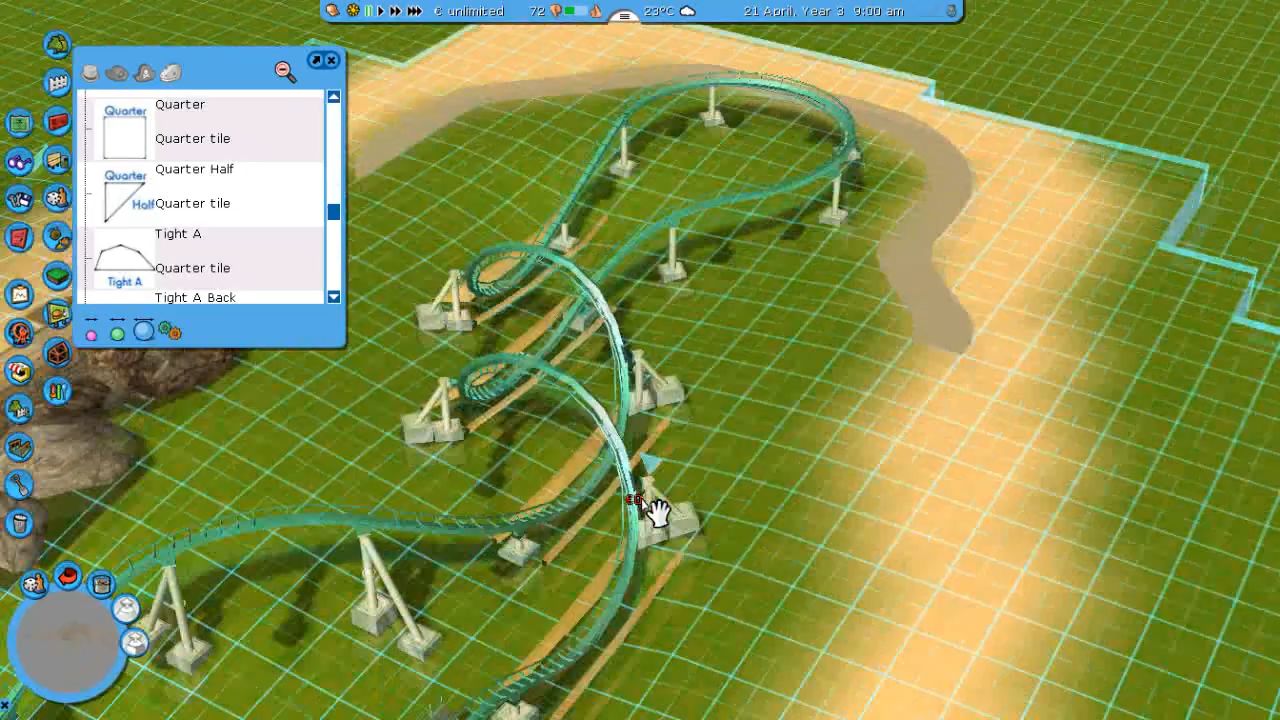 € unlimited 72 23°C 21 April, Year 3 9:00 am
Quarter
Quarter
Quarter tile
Quarter Half
Quarter
Half
Quarter tile
Tight A
Quarter tile
Tight A
Tight A Back